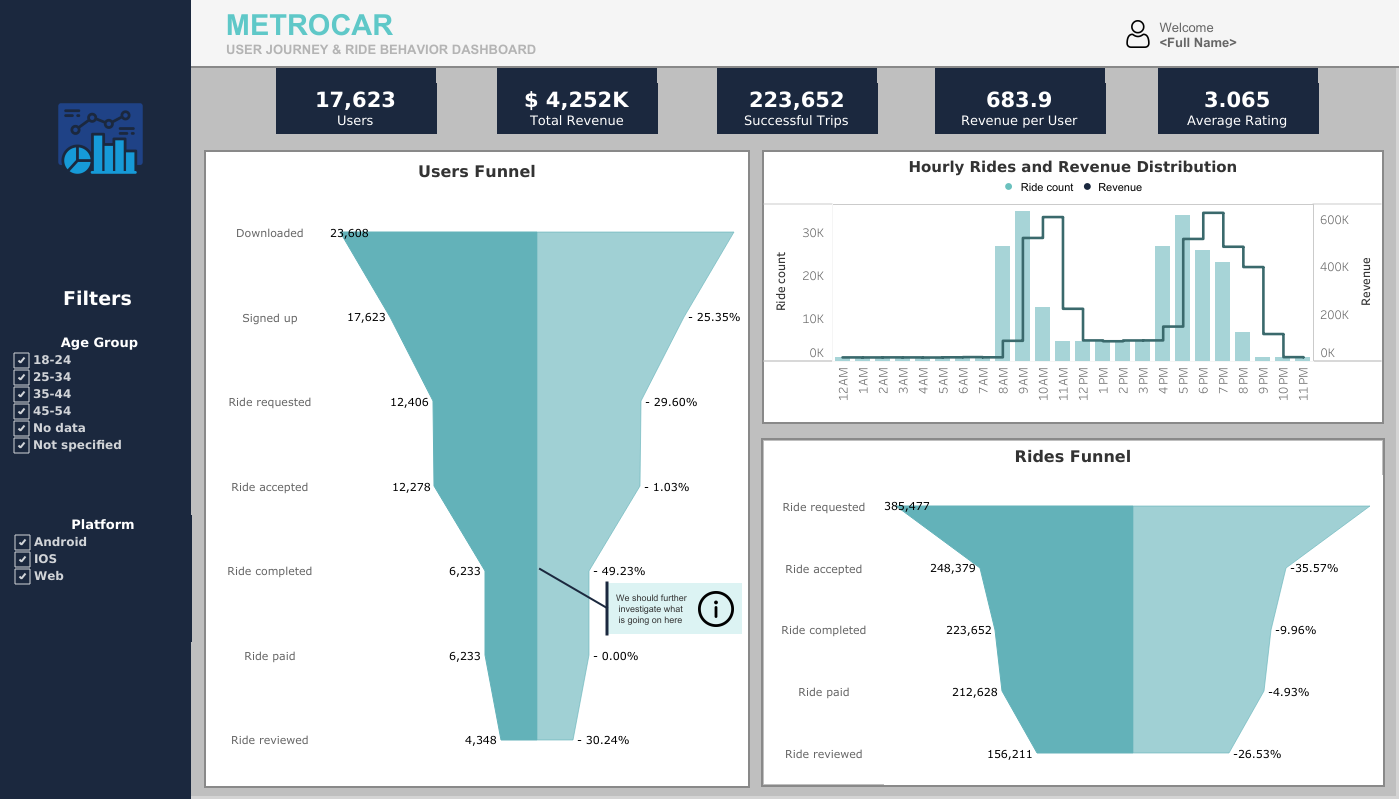 METROCAR
USER JOURNEY & RIDE BEHAVIOR DASHBOARD
Welcome
<Full Name>
17,623
Users
$ 4,252K
Total Revenue
223,652
Successful Trips
683.9
Revenue per User
3.065
Average Rating
Filters
Age Group
18-24
25-34
35-44
45-54
No data
Not specified
Platform
Android
IOS
Web
Users Funnel
Downloaded 23,608
Signed up 17,623 - 25.35%
Ride requested 12,406 - 29.60%
Ride accepted 12,278 - 1.03%
Ride completed 6,233 - 49.23%
We should further
investigate what
is going on here
Ride paid 6,233 - 0.00%
Ride reviewed 4,348 - 30.24%
Hourly Rides and Revenue Distribution
Ride count Revenue
Ride count
30K
20K
10K
0K
600K
400K
200K
0K
Revenue
12AM 1AM 2AM 3AM 4AM 5AM 6AM 7AM 8AM 9AM 10AM 11AM 12PM 1PM 2PM 3PM 4PM 5PM 6PM 7PM 8PM 9PM 10PM 11PM
Rides Funnel
Ride requested 385,477
Ride accepted 248,379 -35.57%
Ride completed 223,652 -9.96%
Ride paid 212,628 -4.93%
Ride reviewed 156,211 -26.53%